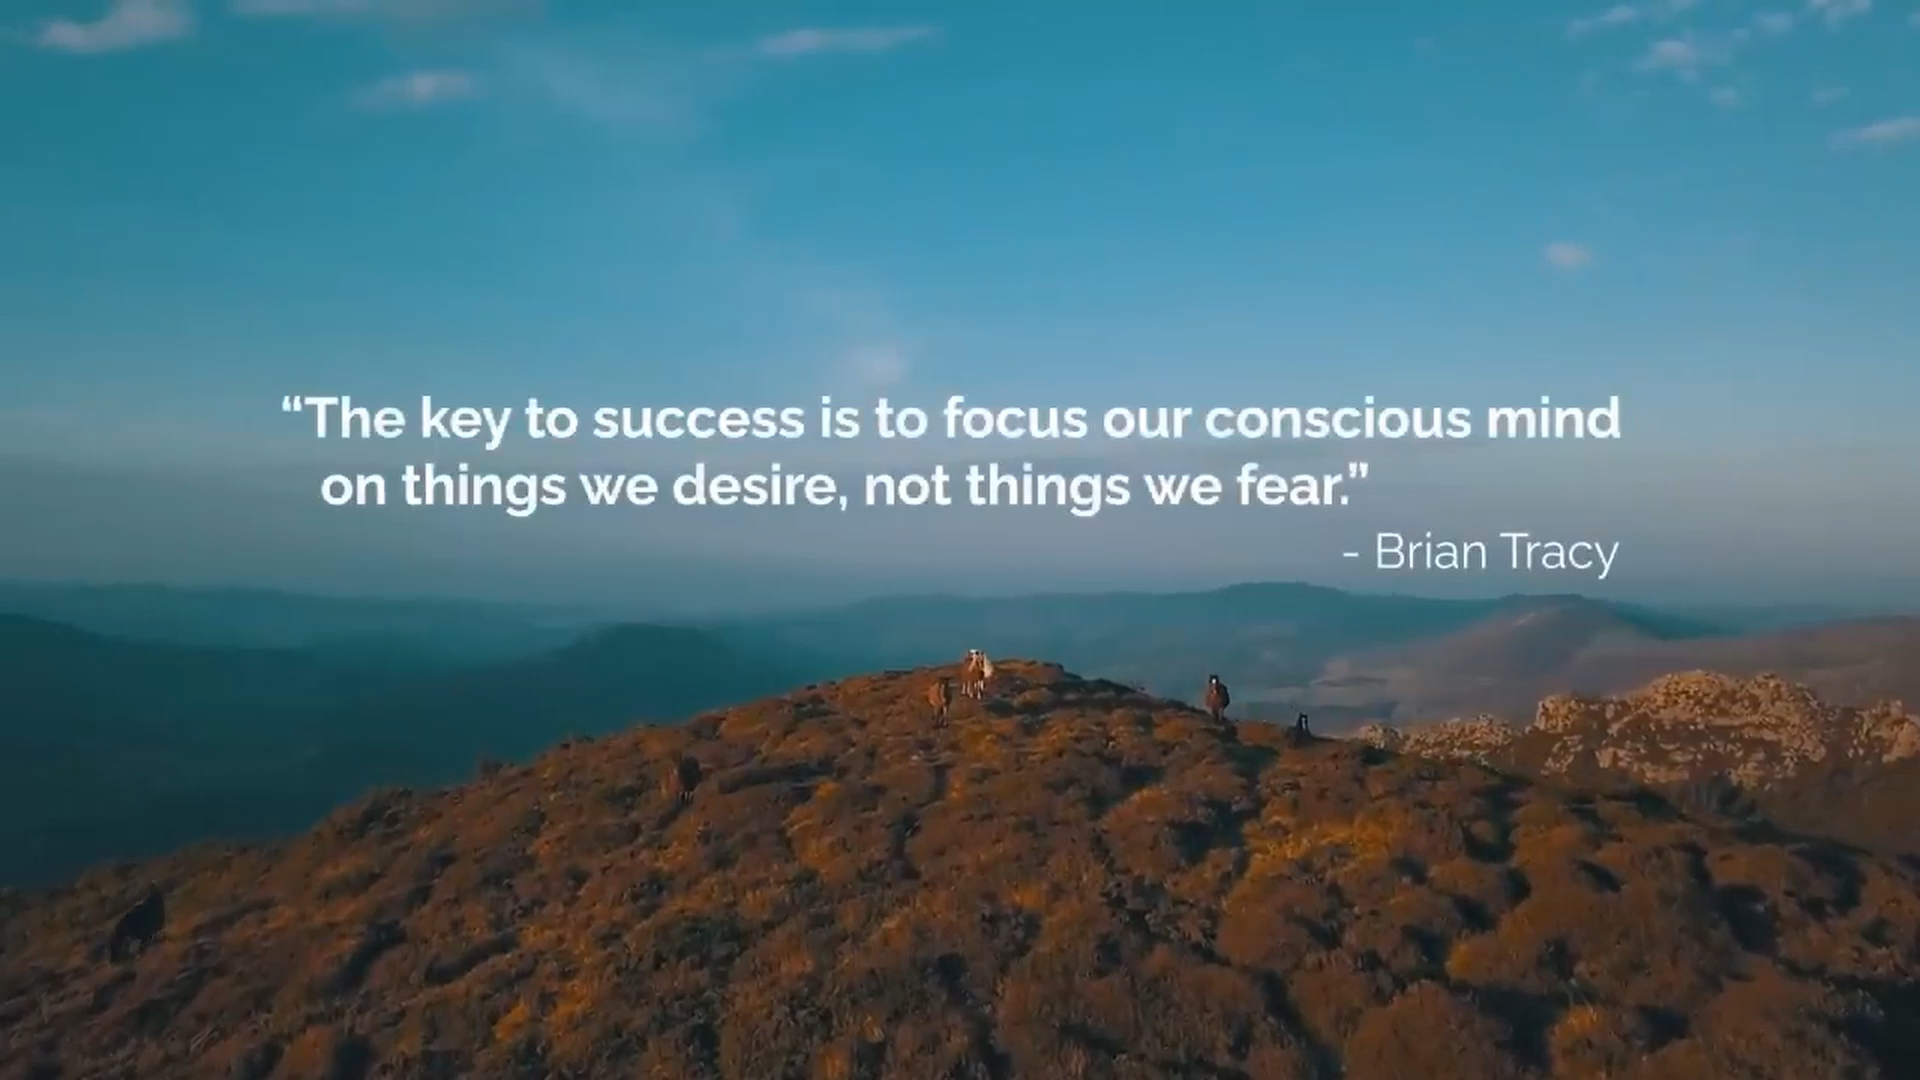 “The key to success is to focus our conscious mind
on things we desire, not things we fear.”
- Brian Tracy